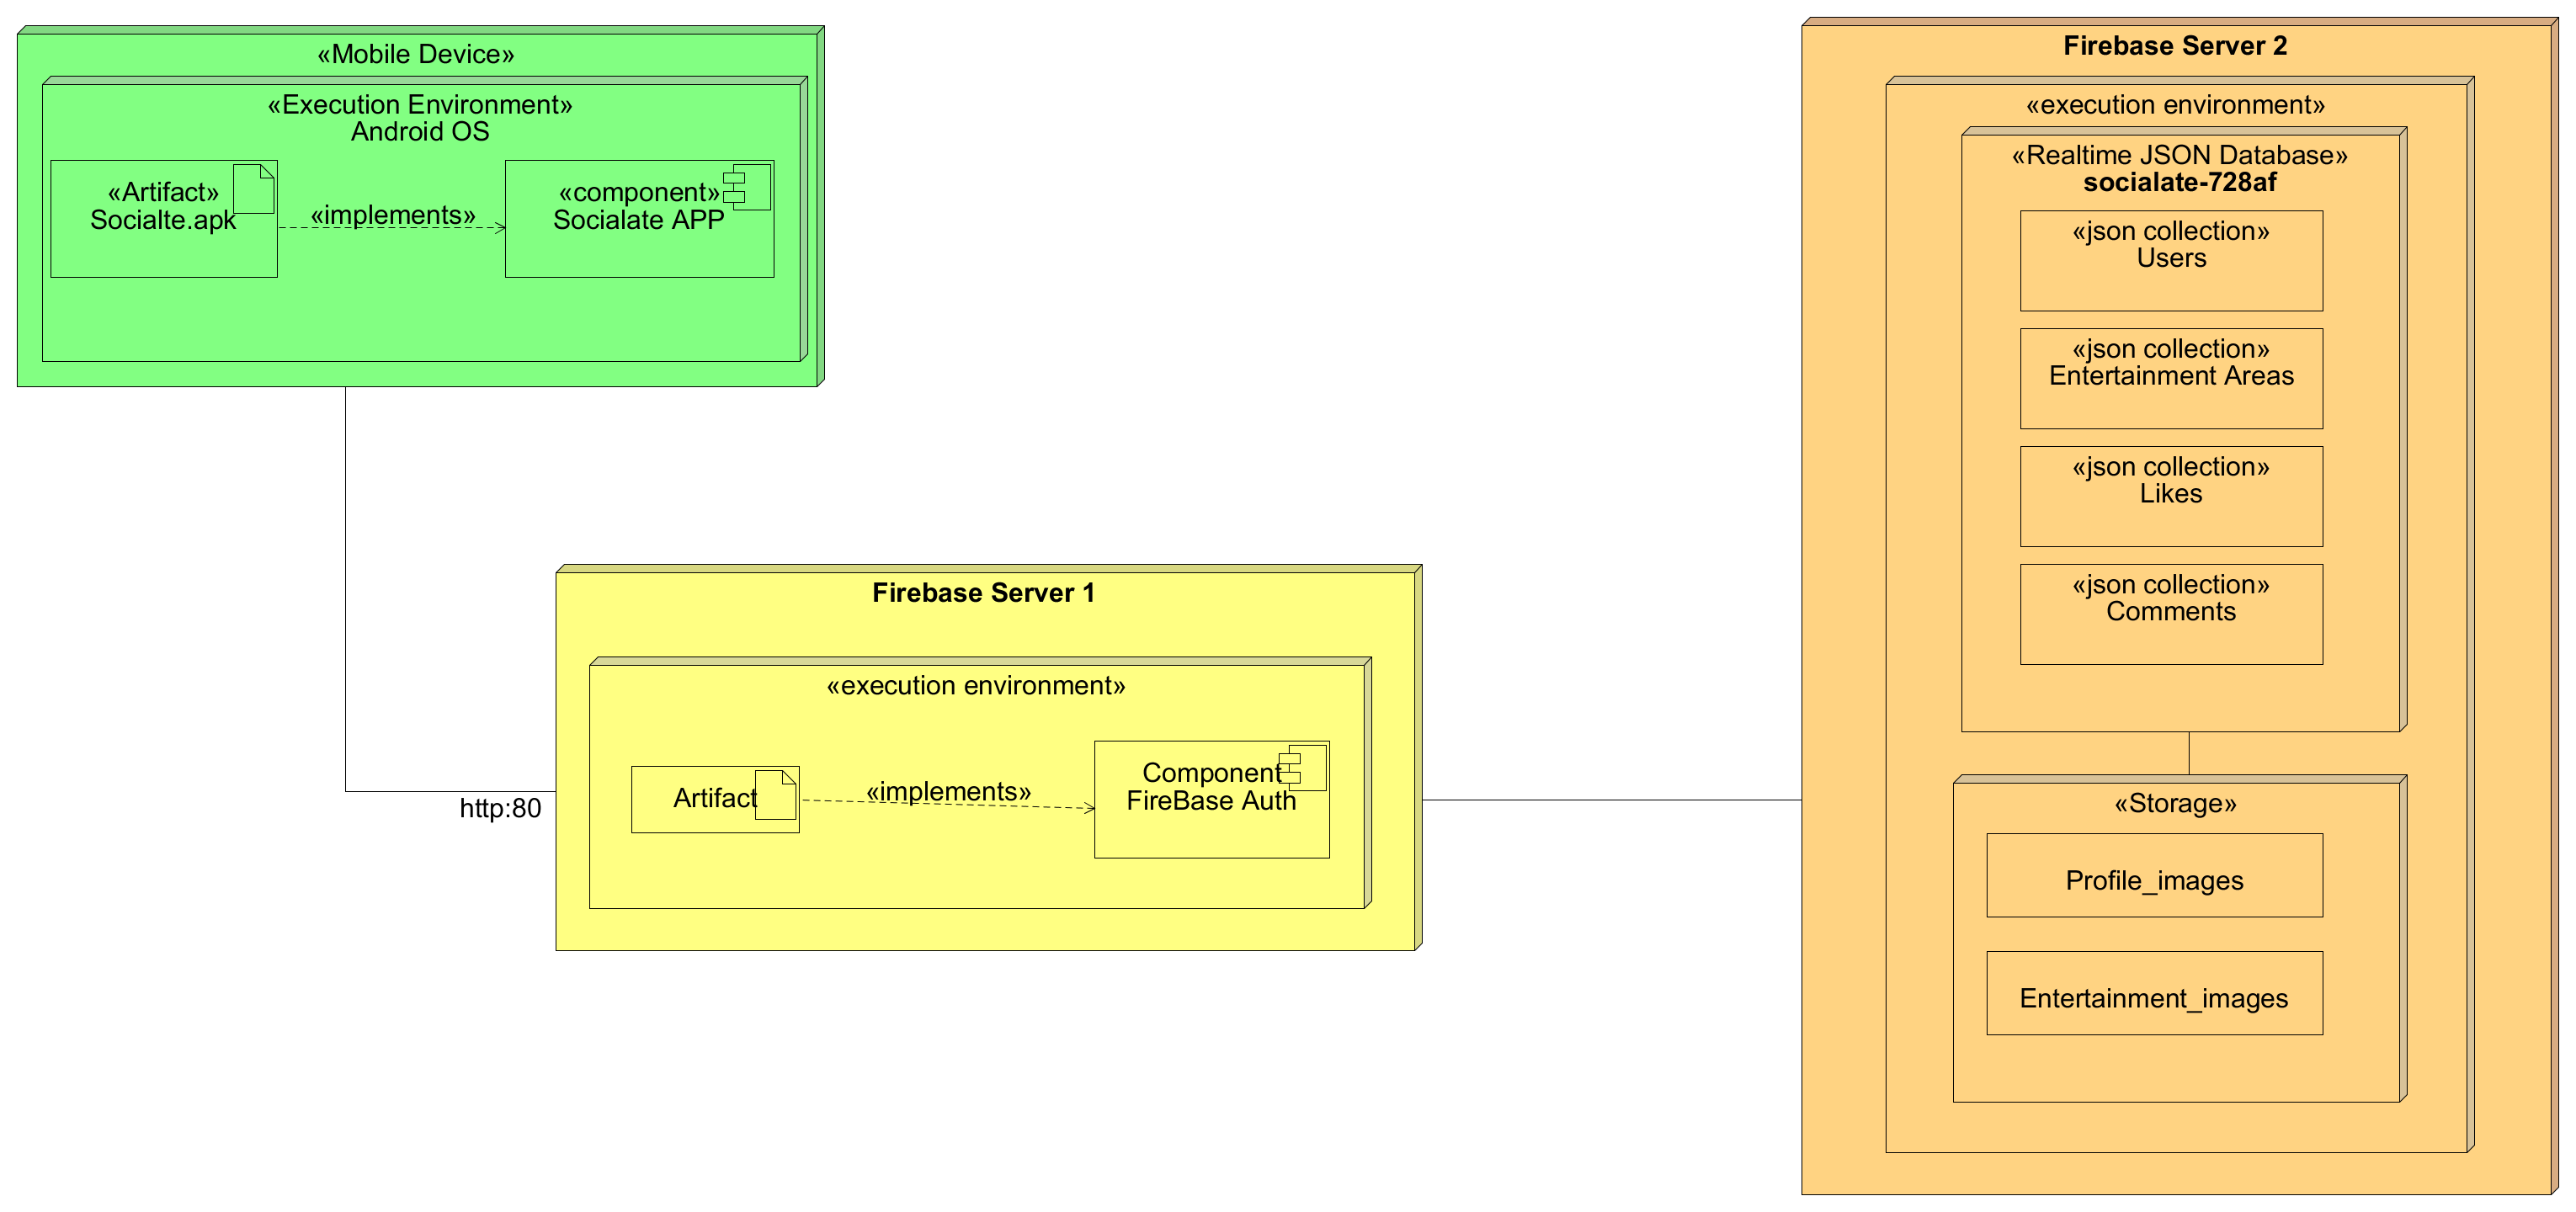 «Mobile Device»
«Execution Environment»
Android OS
«Artifact»
Socialte.apk
«implements»
«component»
Socialate APP
http:80
Firebase Server 1
«execution environment»
Artifact
«implements»
Component
FireBase Auth
Firebase Server 2
«execution environment»
«Realtime JSON Database»
socialate-728af
«json collection»
Users
«json collection»
Entertainment Areas
«json collection»
Likes
«json collection»
Comments
«Storage»
Profile_images
Entertainment_images